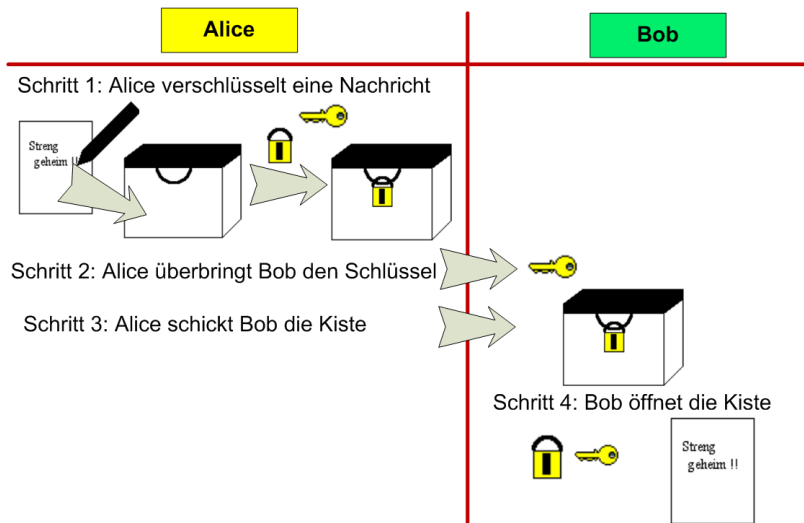 Alice
Bob
Schritt 1: Alice verschlüsselt eine Nachricht
Streng
geheim !!
Schritt 2: Alice überbringt Bob den Schlüssel
Schritt 3: Alice schickt Bob die Kiste
Schritt 4: Bob öffnet die Kiste
Streng
geheim !!